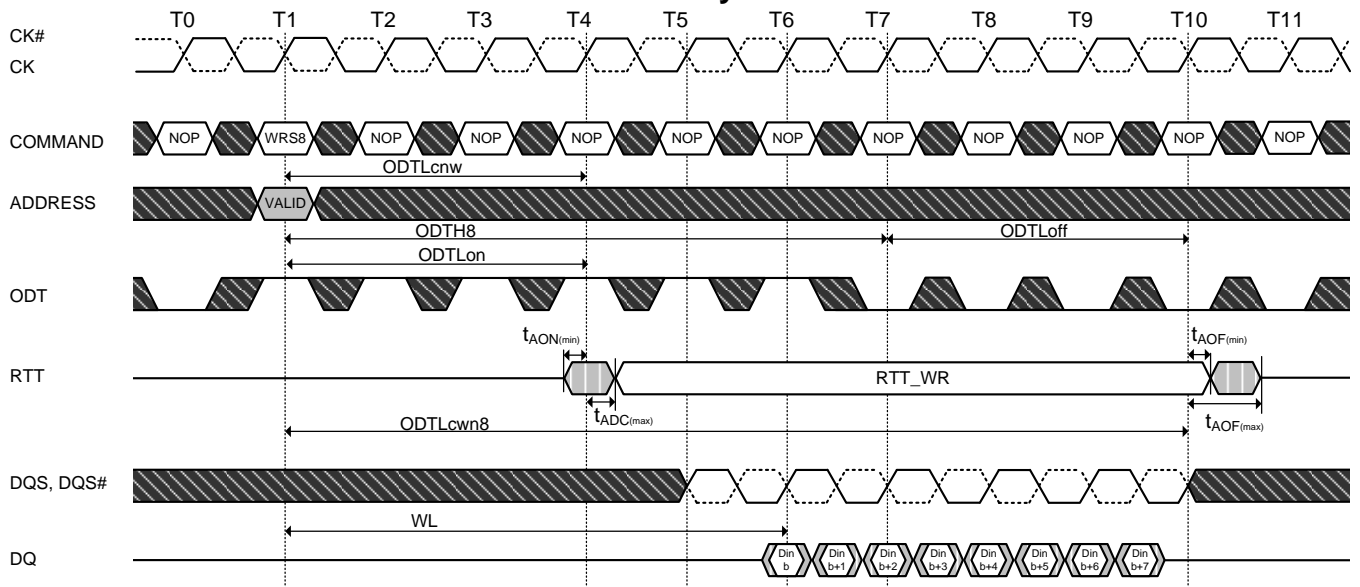 T0 T1 T2 T3 T4 T5 T6 T7 T8 T9 T10 T11
CK#
CK
COMMAND NOP WRS8 NOP NOP NOP NOP NOP NOP NOP NOP NOP NOP
ODTLcnw
ADDRESS VALID
ODTH8 ODTLoff
ODTLon
ODT
tAON(min) tAOF(min)
RTT RTT_WR
tADC(max) tAOF(max)
ODTLcwn8
DQS, DQS#
WL
DQ Din b Din b+1 Din b+2 Din b+3 Din b+4 Din b+5 Din b+6 Din b+7